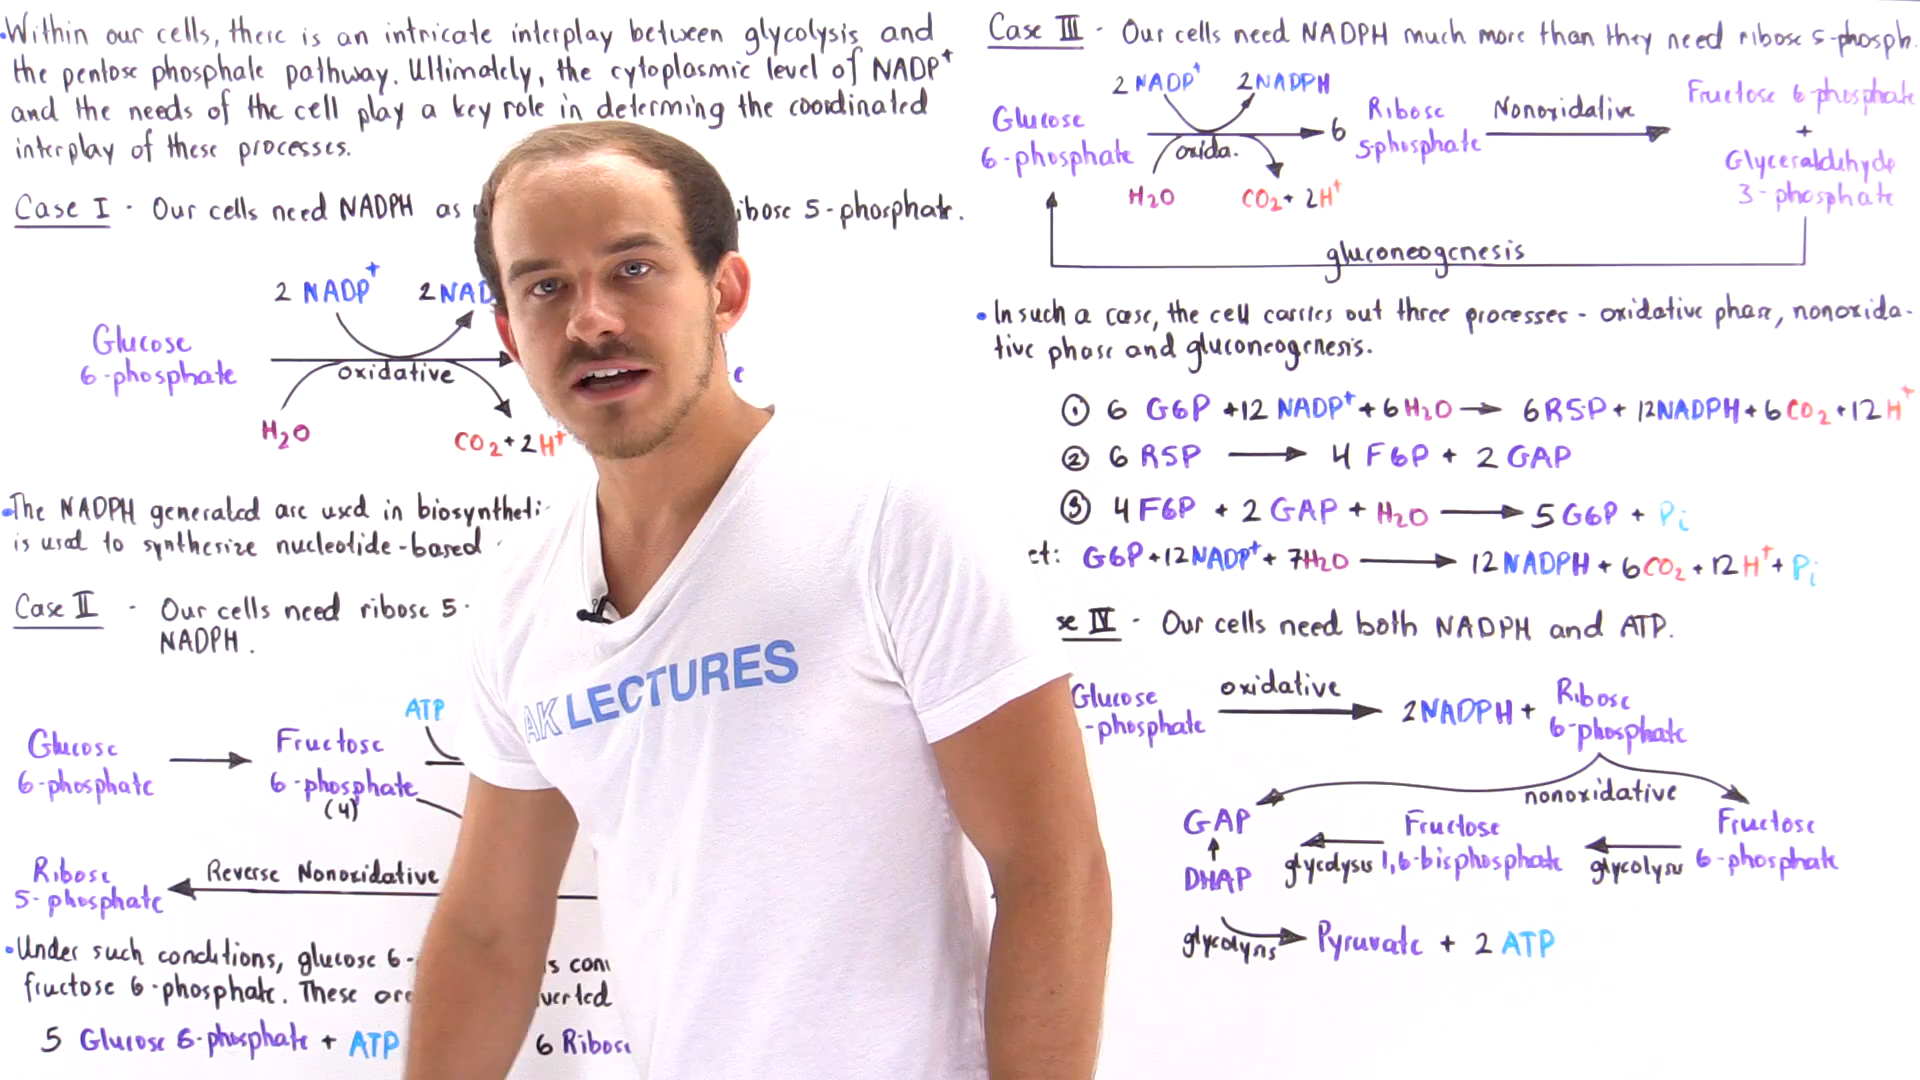 •Within our cells, there is an intricate interplay between glycolysis and
the pentose phosphate pathway. Ultimately, the cytoplasmic level of NADP⁺
and the needs of the cell play a key role in determing the coordinated
interplay of these processes.
Case I - Our cells need NADPH as ibose 5-phosphate.
2 NADP⁺ 2 NAD
Glucose
6-phosphate
oxidative
H₂O
CO₂ + 2H⁺
•The NADPH generated are used in biosyntheti
is used to synthesize nucleotide-based
Case II - Our cells need ribose 5-
NADPH.
ATP
Glucose
6-phosphate
Fructose
6-phosphate
(4)
Ribose
5-phosphate
Reverse Nonoxidative
•Under such conditions, glucose 6- s con
fructose 6-phosphate. These are verted
5 Glucose 6-phosphate + ATP 6 Ribos
AK LECTURES
Case III - Our cells need NADPH much more than they need ribose 5-phosph.
2 NADP⁺ 2NADPH
Glucose
6-phosphate
oxida.
H₂O
CO₂ + 2H⁺
6 Ribose
5phosphate
Nonoxidative
Fructose 6-phosphate
+
Glyceraldehyde
3-phosphate
gluconeogenesis
• In such a case, the cell carries out three processes - oxidative phase, nonoxida-
tive phase and gluconeogenesis.
① 6 G6P + 12 NADP⁺ + 6H₂O → 6R5P + 12NADPH + 6CO₂ + 12H⁺
② 6 R5P → 4 F6P + 2 GAP
③ 4 F6P + 2 GAP + H₂O → 5G6P + Pi
et: G6P + 12NADP⁺ + 7H₂O → 12NADPH + 6CO₂ + 12H⁺ + Pi
se IV - Our cells need both NADPH and ATP.
Glucose
-phosphate
oxidative
2NADPH +
Ribose
6-phosphate
nonoxidative
GAP
DHAP
glycolysis
Fructose
1,6-bisphosphate
glycolysis
Fructose
6-phosphate
glycolysis
Pyruvate + 2 ATP